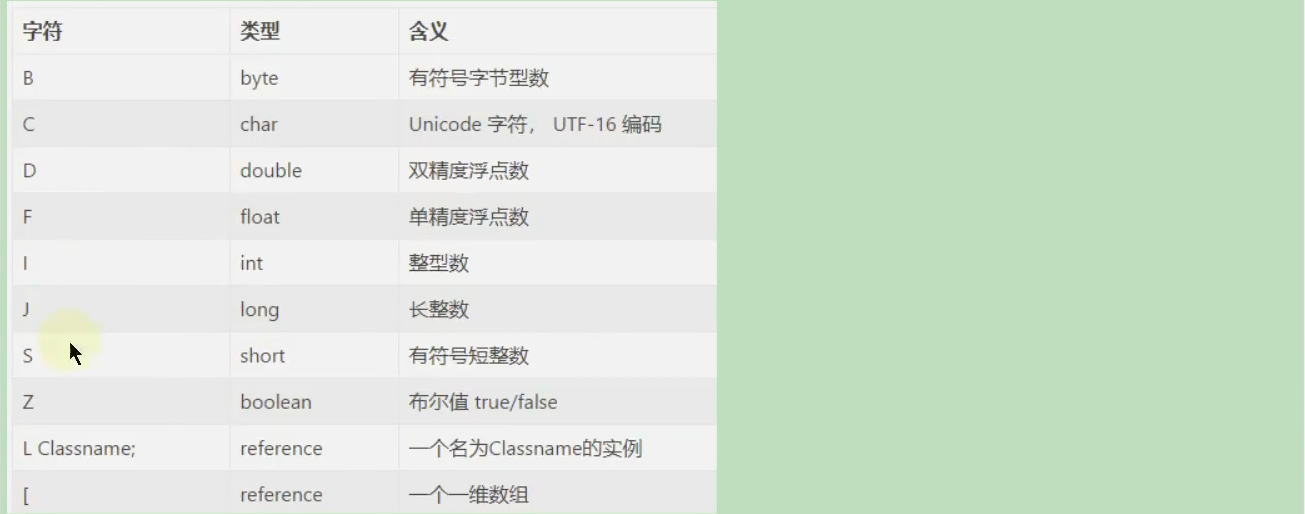 字符 类型 含义
B byte 有符号字节型数
C char Unicode 字符， UTF-16 编码
D double 双精度浮点数
F float 单精度浮点数
I int 整型数
J long 长整数
S short 有符号短整数
Z boolean 布尔值 true/false
L Classname; reference 一个名为Classname的实例
[ reference 一个一维数组